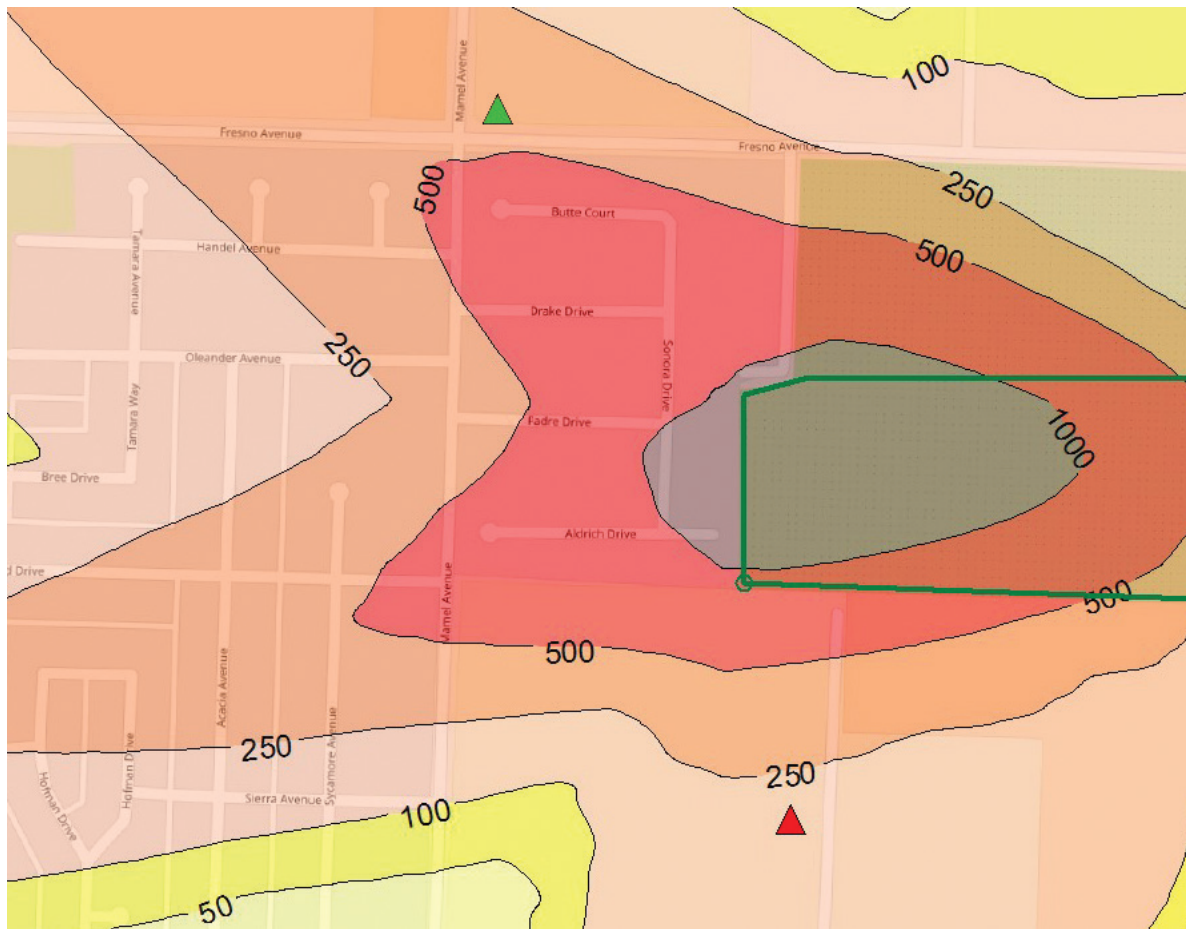 100
Mamel Avenue
Fresno Avenue
Fresno Avenue
500
250
Butte Court
Handel Avenue
500
Tamara Avenue
Drake Drive
250
Oleander Avenue
Sonora Drive
Tamara Way
Padre Drive
1000
Bree Drive
Aldrich Drive
d Drive
500
Mamel Avenue
500
Acacia Avenue
250
Sycamore Avenue
Hofman Drive
250
Hofman Drive
Sierra Avenue
100
50